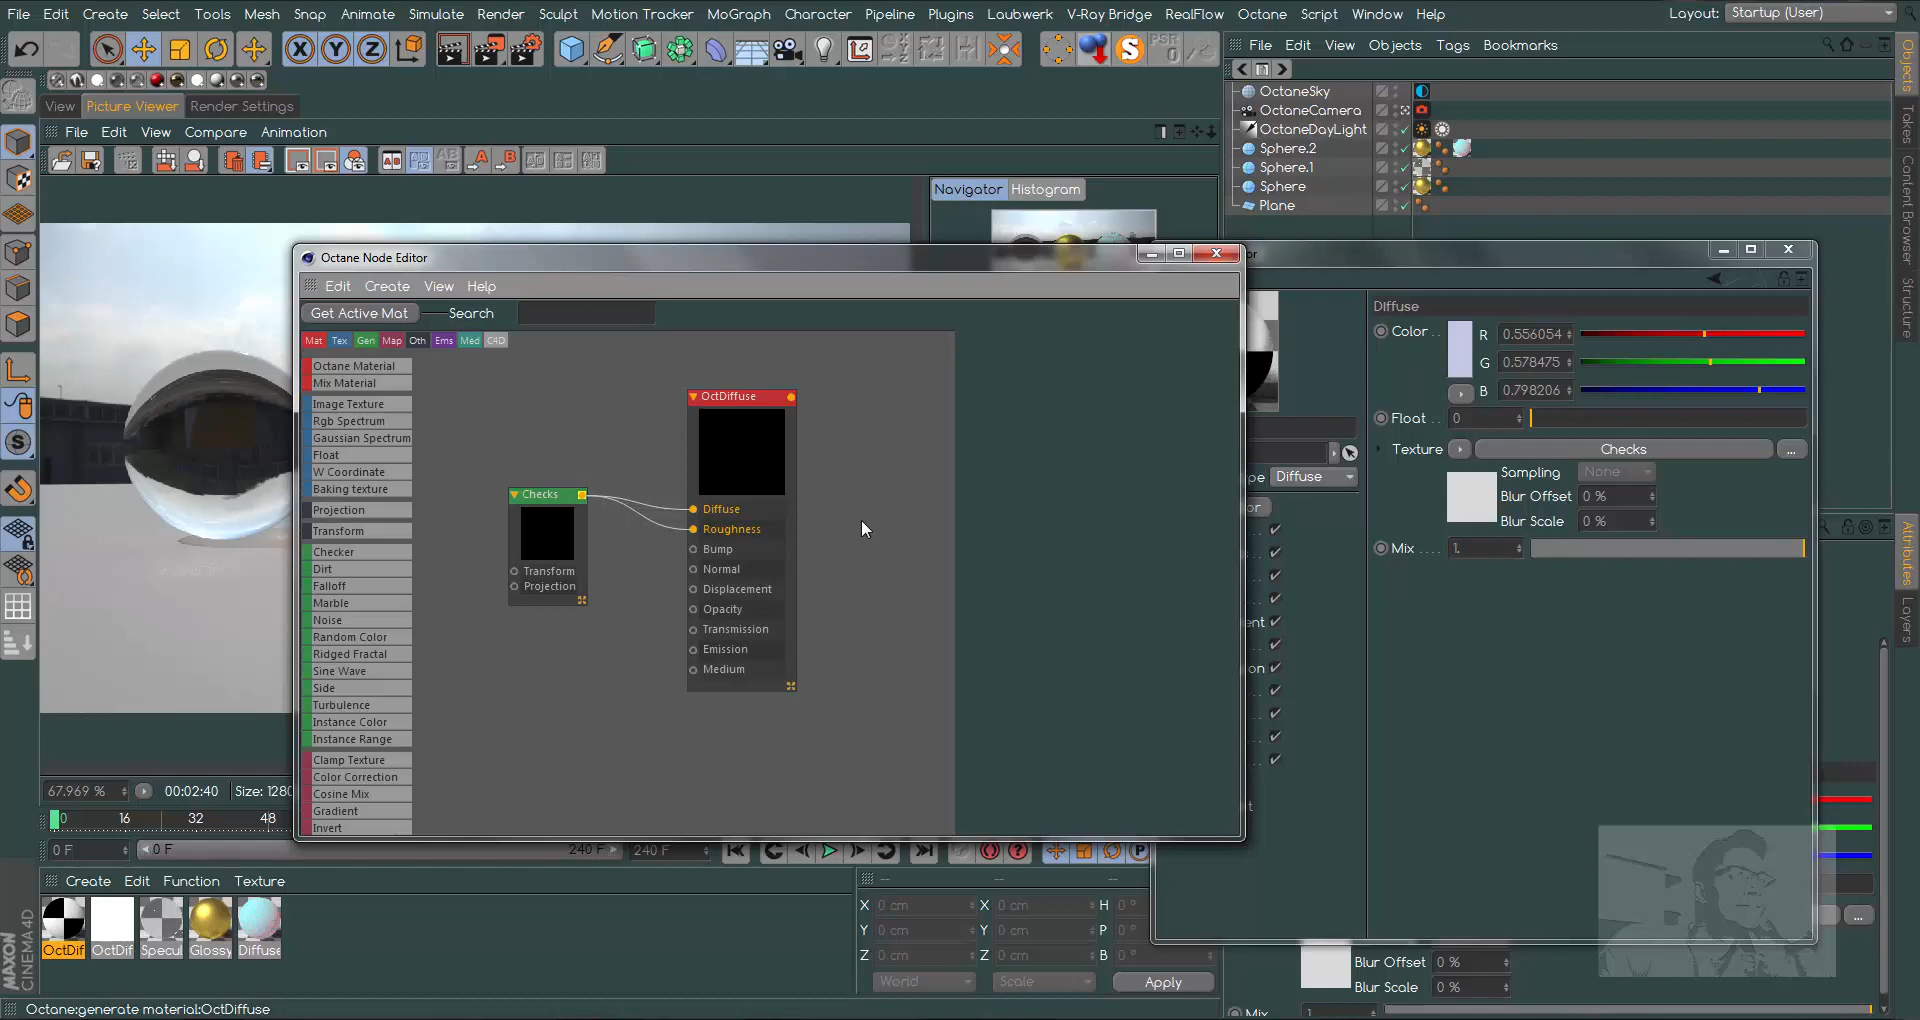 File Edit Create Select Tools Mesh Snap Animate Simulate Render Sculpt Motion Tracker MoGraph Character Pipeline Plugins Laubwerk V-Ray Bridge RealFlow Octane Script Window Help Layout: Startup (User)
X Y Z PSR 0
File Edit View Objects Tags Bookmarks
View Picture Viewer Render Settings
File Edit View Compare Animation
OctaneSky
OctaneCamera
OctaneDayLight
Sphere.2
Sphere.1
Sphere
Plane
Objects
Takes
Content Browser
Structure
Navigator Histogram
Octane Node Editor
Edit Create View Help
Get Active Mat Search
Mat Tex Gen Map Oth Ems Med C4D
Octane Material
Mix Material
Image Texture
Rgb Spectrum
Gaussian Spectrum
Float
W Coordinate
Baking texture
Projection
Transform
Checker
Dirt
Falloff
Marble
Noise
Random Color
Ridged Fractal
Sine Wave
Side
Turbulence
Instance Color
Instance Range
Clamp Texture
Color Correction
Cosine Mix
Gradient
Invert
Checks
Transform
Projection
OctDiffuse
Diffuse
Roughness
Bump
Normal
Displacement
Opacity
Transmission
Emission
Medium
or
Diffuse
Color R 0.556054
G 0.578475
B 0.798206
Float 0
Texture Checks ...
Sampling None
Blur Offset 0 %
Blur Scale 0 %
Mix 1.
pe Diffuse
or
ent
on
t
Attributes
Layers
67.969 % 00:02:40 Size: 1280
0 16 32 48
0 F 0 F 240 F 240 F
Create Edit Function Texture
OctDif OctDif Specul Glossy Diffuse
-- -- --
X 0 cm X 0 cm H 0 °
Y 0 cm Y 0 cm P 0 °
Z 0 cm Z 0 cm B 0 °
World Scale Apply
...
Blur Offset 0 %
Blur Scale 0 %
Mix 1
MAXON
CINEMA4D
Octane:generate material:OctDiffuse